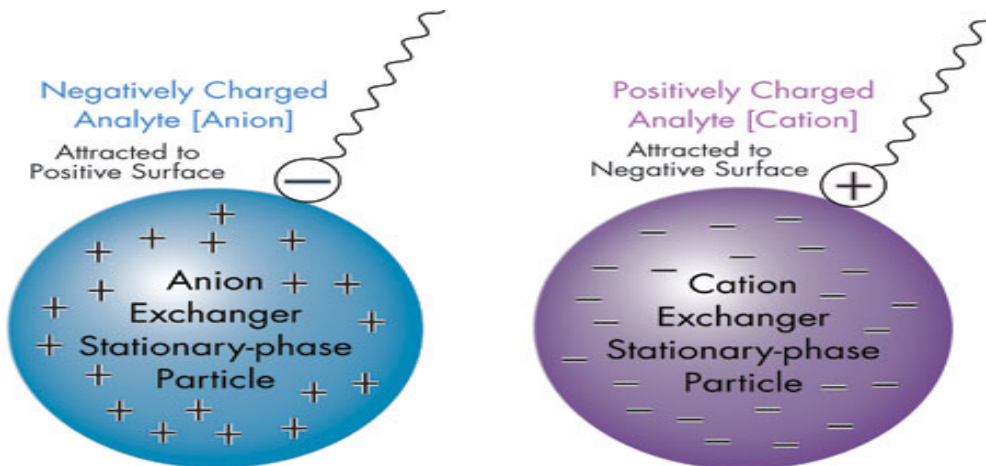 Negatively Charged
Analyte [Anion]
Attracted to
Positive Surface
Anion
Exchanger
Stationary-phase
Particle
Positively Charged
Analyte [Cation]
Attracted to
Negative Surface
Cation
Exchanger
Stationary-phase
Particle